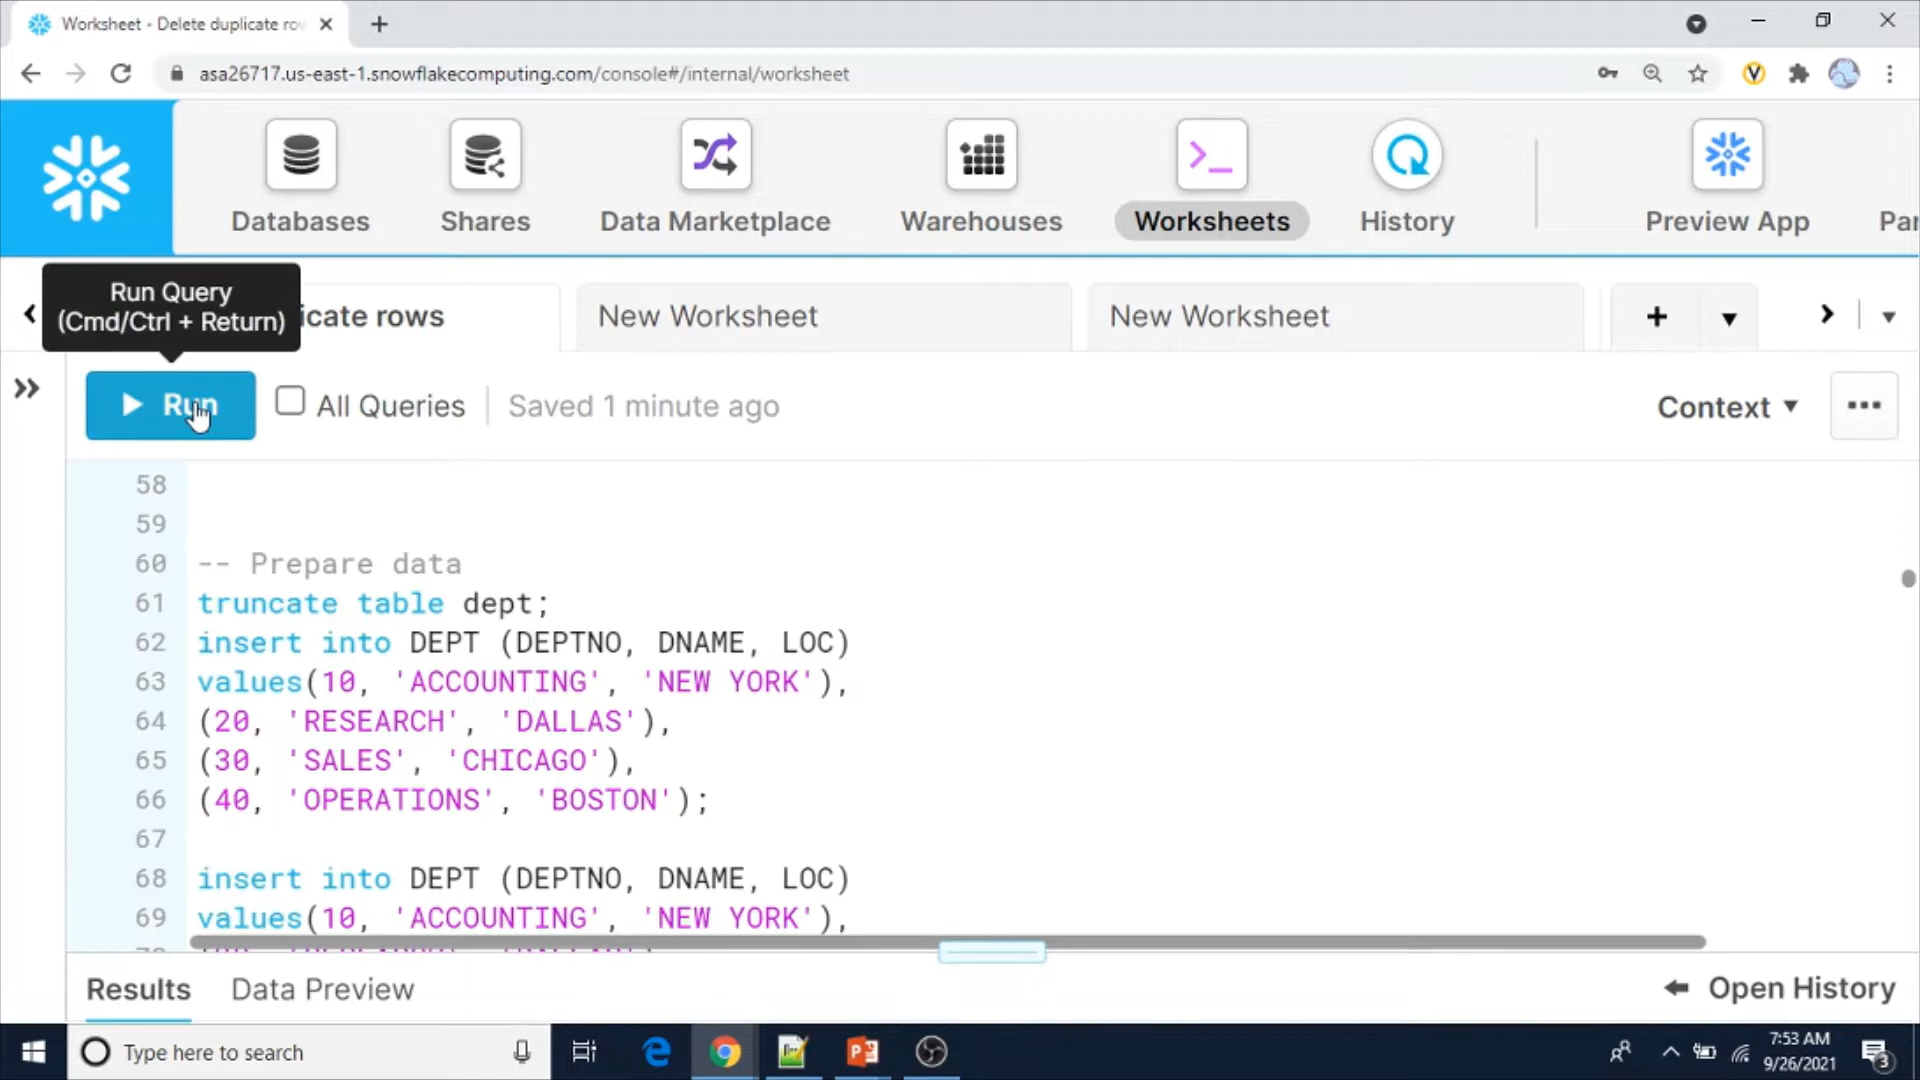 Worksheet - Delete duplicate rov
asa26717.us-east-1.snowflakecomputing.com/console#/internal/worksheet
Databases
Shares
Data Marketplace
Warehouses
Worksheets
History
Preview App
Par
Run Query
(Cmd/Ctrl + Return)
icate rows
New Worksheet
New Worksheet
Run
All Queries
Saved 1 minute ago
Context
58
59
60 -- Prepare data
61 truncate table dept;
62 insert into DEPT (DEPTNO, DNAME, LOC)
63 values(10, 'ACCOUNTING', 'NEW YORK'),
64 (20, 'RESEARCH', 'DALLAS'),
65 (30, 'SALES', 'CHICAGO'),
66 (40, 'OPERATIONS', 'BOSTON');
67
68 insert into DEPT (DEPTNO, DNAME, LOC)
69 values(10, 'ACCOUNTING', 'NEW YORK'),
Results
Data Preview
Open History
Type here to search
7:53 AM
9/26/2021
3